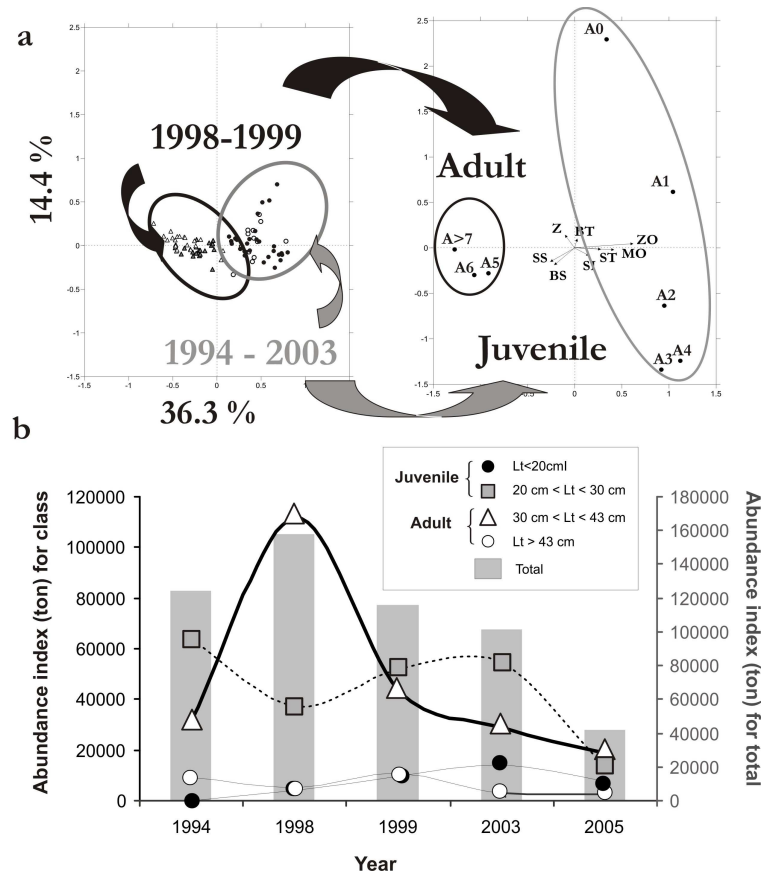 a
2.5
2
1.5
1
0.5
0
-0.5
-1
-1.5
-1.5 -1 -0.5 0 0.5 1 1.5
14.4 %
36.3 %
1998-1999
1994 - 2003
2.5
2
1.5
1
0.5
0
-0.5
-1
-1.5
-1.5 -1 -0.5 0 0.5 1 1.5
Adult
Juvenile
A0
A1
A2
A3 A4
A>7
A6 A5
Z BT ZO
SS ST MO
BS S
b
Juvenile
Lt<20cmI
20 cm < Lt < 30 cm
Adult
30 cm < Lt < 43 cm
Lt > 43 cm
Total
Abundance index (ton) for class
120000
100000
80000
60000
40000
20000
0
180000
160000
140000
120000
100000
80000
60000
40000
20000
0
Abundance index (ton) for total
1994 1998 1999 2003 2005
Year